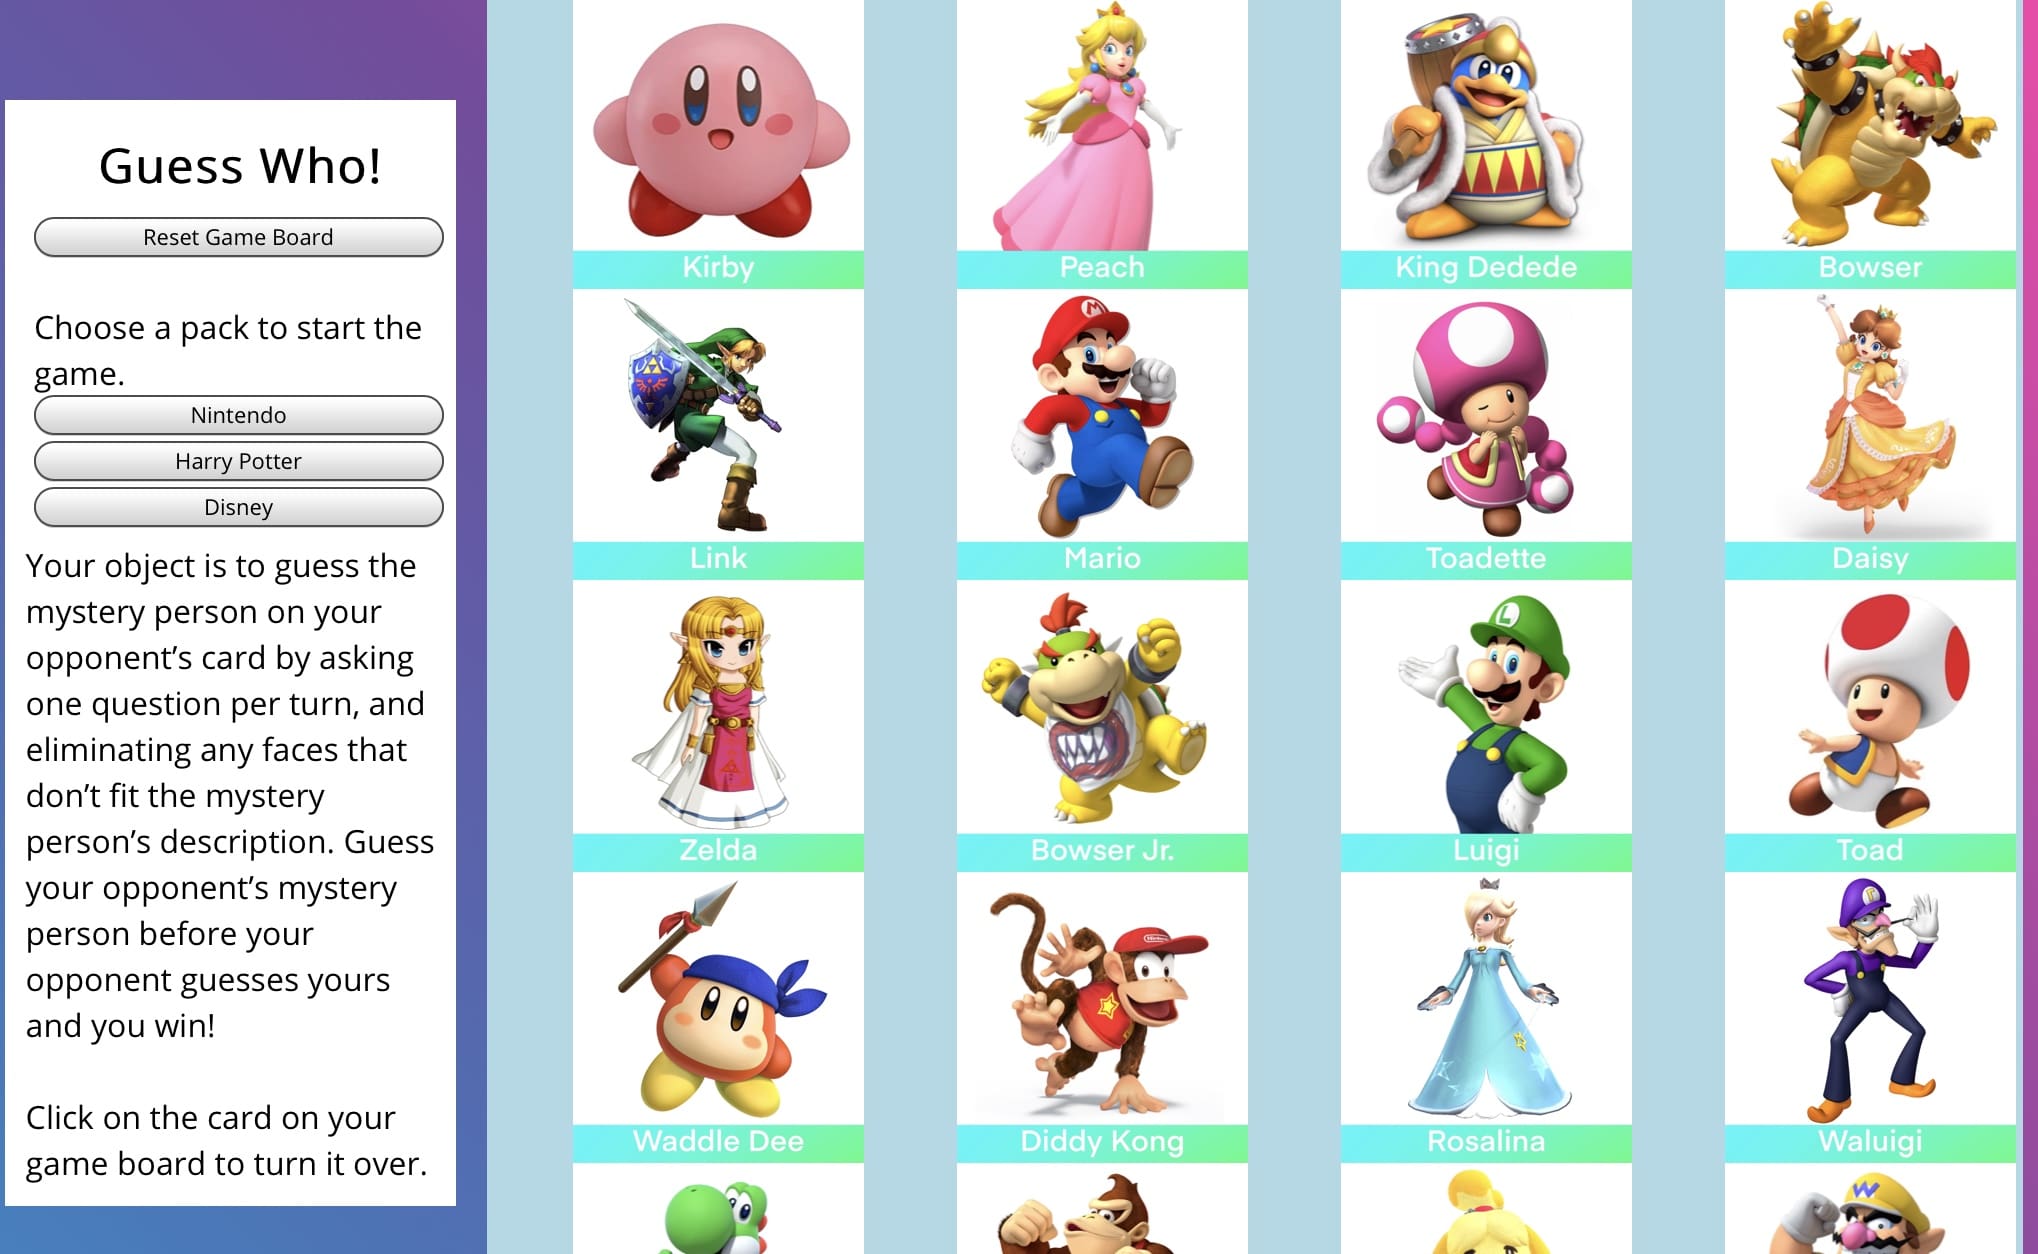 Guess Who!
Reset Game Board
Choose a pack to start the
game.
Nintendo
Harry Potter
Disney
Your object is to guess the
mystery person on your
opponent’s card by asking
one question per turn, and
eliminating any faces that
don’t fit the mystery
person’s description. Guess
your opponent’s mystery
person before your
opponent guesses yours
and you win!
Click on the card on your
game board to turn it over.
Kirby
Peach
King Dedede
Bowser
M
Link
Mario
Toadette
Daisy
L
Zelda
Bowser Jr.
Luigi
Toad
Nintendo
Waddle Dee
Diddy Kong
Rosalina
Waluigi
W